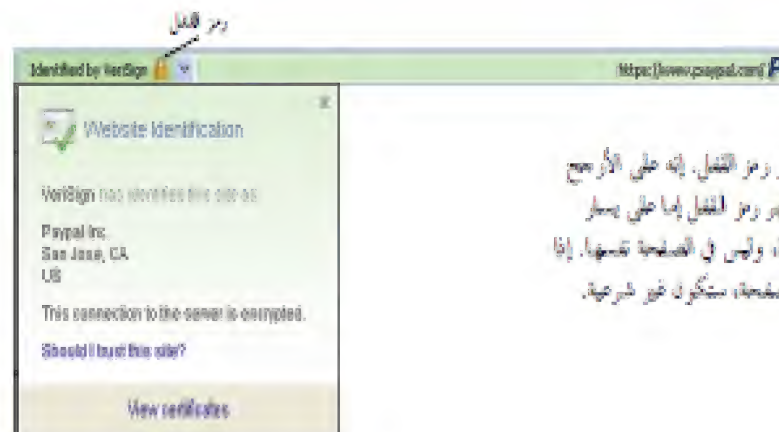 رمز القفل
Identified by VeriSign
https://www.paypal.com/ P
Website Identification
x
VeriSign has identified this site as:
Paypal Inc.
San Jose, CA
US
This connection to the server is encrypted.
Should I trust this site?
View certificates
رمز القفل. إنه على الأرجح
رمز القفل إما على يسار
وليس في الصفحة نفسها. إذا
ستكون غير شرعية.